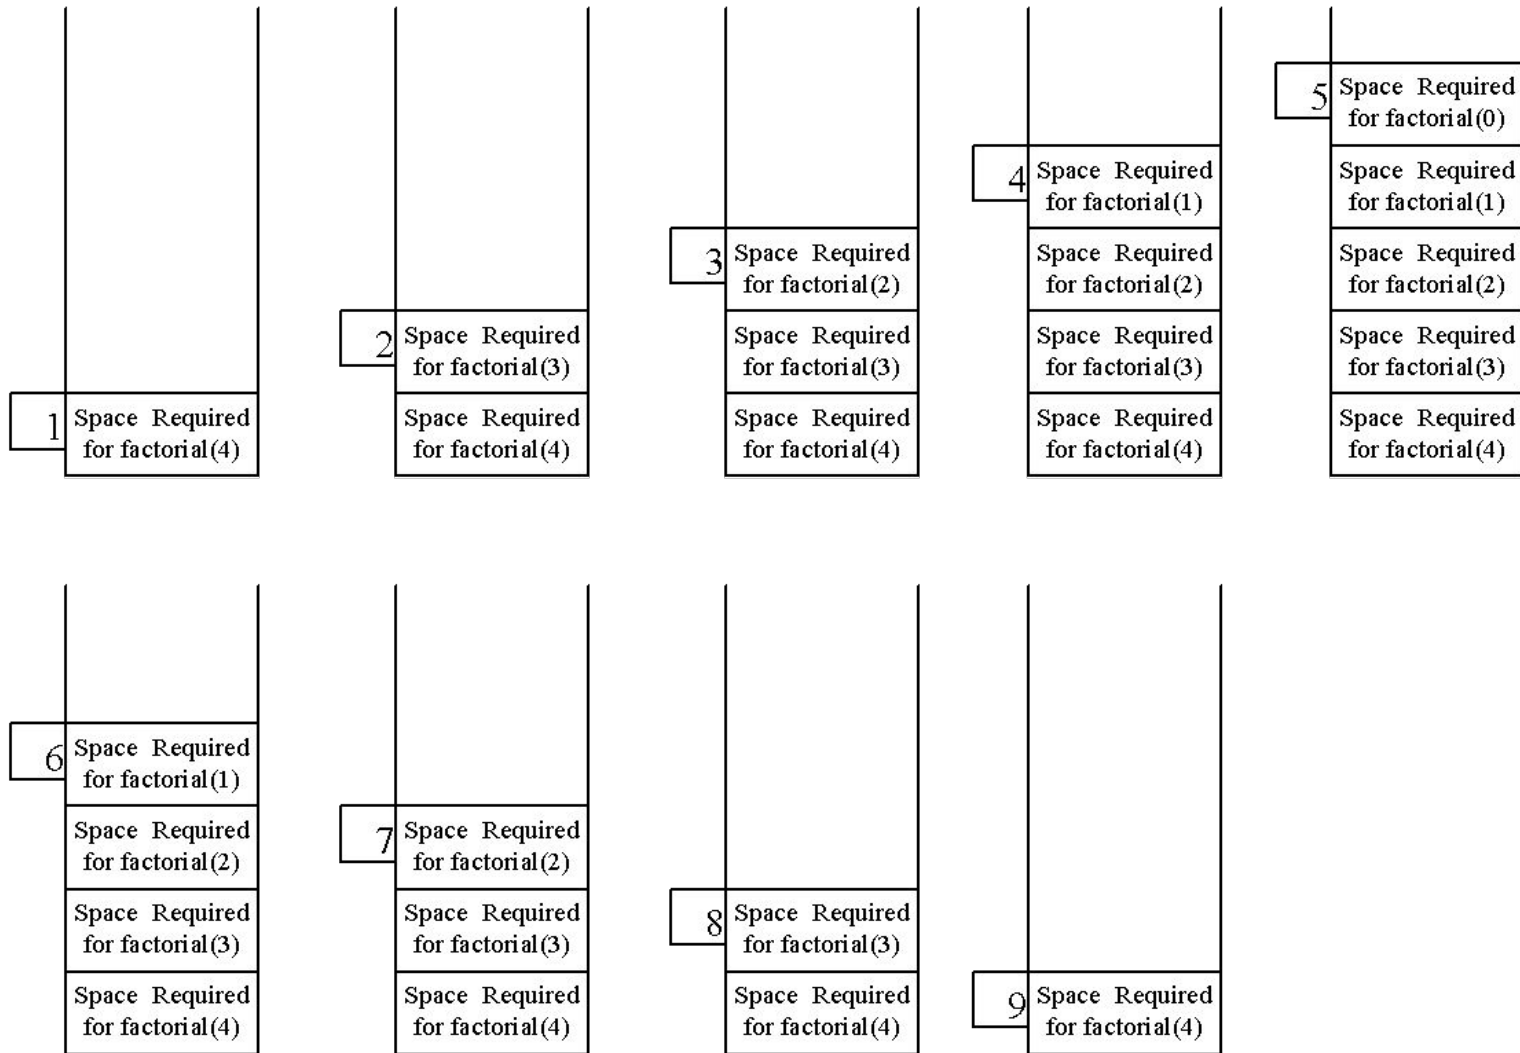 1
Space Required
for factorial(4)
2
Space Required
for factorial(3)
Space Required
for factorial(4)
3
Space Required
for factorial(2)
Space Required
for factorial(3)
Space Required
for factorial(4)
4
Space Required
for factorial(1)
Space Required
for factorial(2)
Space Required
for factorial(3)
Space Required
for factorial(4)
5
Space Required
for factorial(0)
Space Required
for factorial(1)
Space Required
for factorial(2)
Space Required
for factorial(3)
Space Required
for factorial(4)
6
Space Required
for factorial(1)
Space Required
for factorial(2)
Space Required
for factorial(3)
Space Required
for factorial(4)
7
Space Required
for factorial(2)
Space Required
for factorial(3)
Space Required
for factorial(4)
8
Space Required
for factorial(3)
Space Required
for factorial(4)
9
Space Required
for factorial(4)